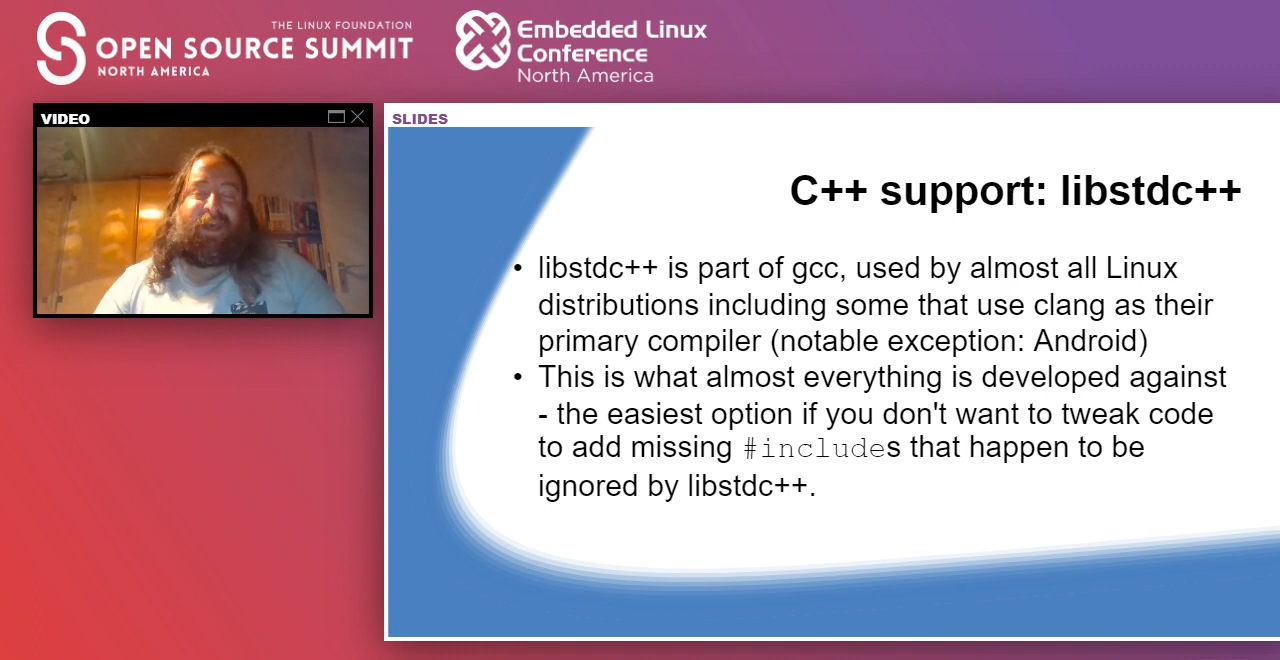 THE LINUX FOUNDATION
OPEN SOURCE SUMMIT
NORTH AMERICA
Embedded Linux
Conference
North America
VIDEO
SLIDES
C++ support: libstdc++
• libstdc++ is part of gcc, used by almost all Linux
distributions including some that use clang as their
primary compiler (notable exception: Android)
• This is what almost everything is developed against
- the easiest option if you don't want to tweak code
to add missing #includes that happen to be
ignored by libstdc++.